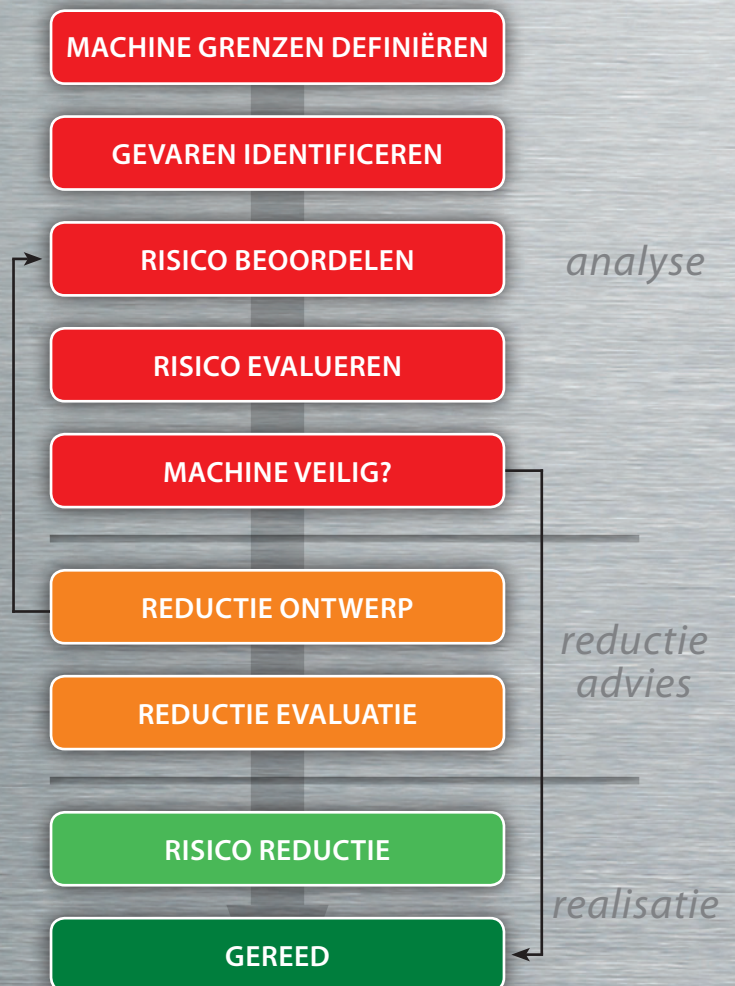 MACHINE GRENZEN DEFINIËREN
GEVAREN IDENTIFICEREN
RISICO BEOORDELEN
analyse
RISICO EVALUEREN
MACHINE VEILIG?
REDUCTIE ONTWERP
reductie
advies
REDUCTIE EVALUATIE
RISICO REDUCTIE
realisatie
GEREED